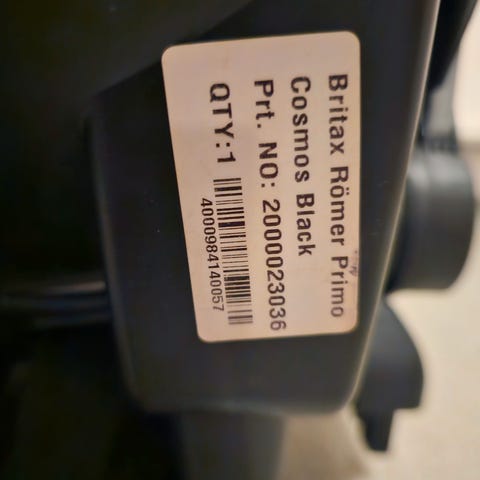 Britax Römer Primo
Cosmos Black
Prt. NO: 2000023036
QTY:1
4000984140057